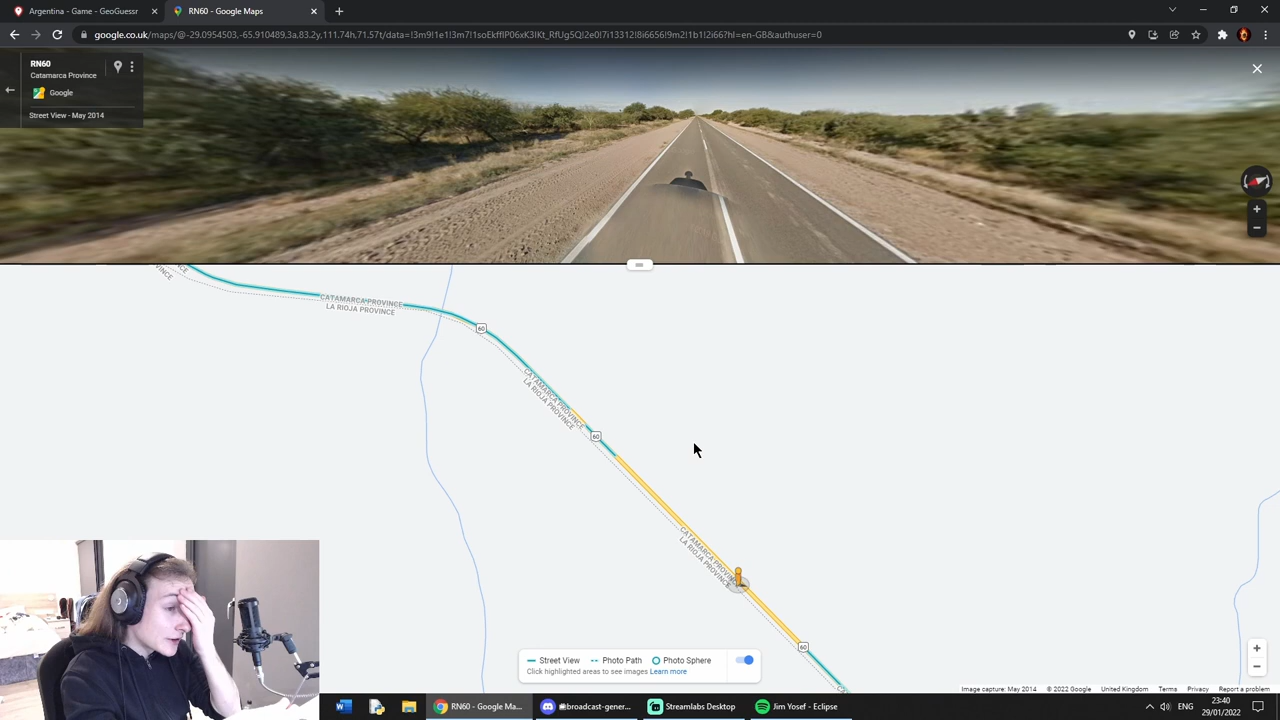 Argentina - Game - GeoGuessr
RN60 - Google Maps
google.co.uk/maps/@-29.0954503,-65.910489,3a,83.2y,111.74h,71.57t/data=!3m9!1e1!3m7!1soEkffIP06xK3IKt_RfUg5Q!2e0!7i13312!8i6656!9m2!1b1!2i66?hl=en-GB&authuser=0
RN60
Catamarca Province
Google
Street View - May 2014
CATAMARCA PROVINCE
LA RIOJA PROVINCE
60
CATAMARCA PROVINCE
LA RIOJA PROVINCE
60
CATAMARCA PROVINCE
LA RIOJA PROVINCE
60
Street View
Photo Path
Photo Sphere
Click highlighted areas to see images Learn more
Image capture: May 2014 © 2022 Google United Kingdom Terms Privacy Report a problem
RN60 - Google Ma...
@broadcast-gener...
Streamlabs Desktop
Jim Yosef - Eclipse
ENG
23:40
29/01/2022